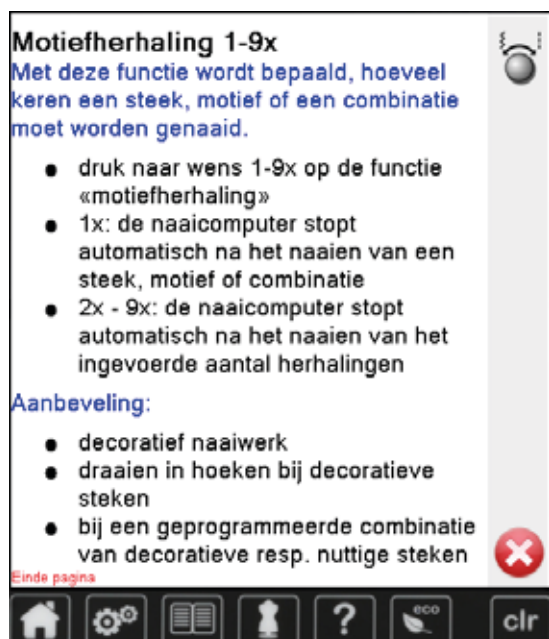 Motiefherhaling 1-9x
Met deze functie wordt bepaald, hoeveel
keren een steek, motief of een combinatie
moet worden genaaid.
● druk naar wens 1-9x op de functie
«motiefherhaling»
● 1x: de naaicomputer stopt
automatisch na het naaien van een
steek, motief of combinatie
● 2x - 9x: de naaicomputer stopt
automatisch na het naaien van het
ingevoerde aantal herhalingen
Aanbeveling:
● decoratief naaiwerk
● draaien in hoeken bij decoratieve
steken
● bij een geprogrammeerde combinatie
van decoratieve resp. nuttige steken
Einde pagina
? eco clr